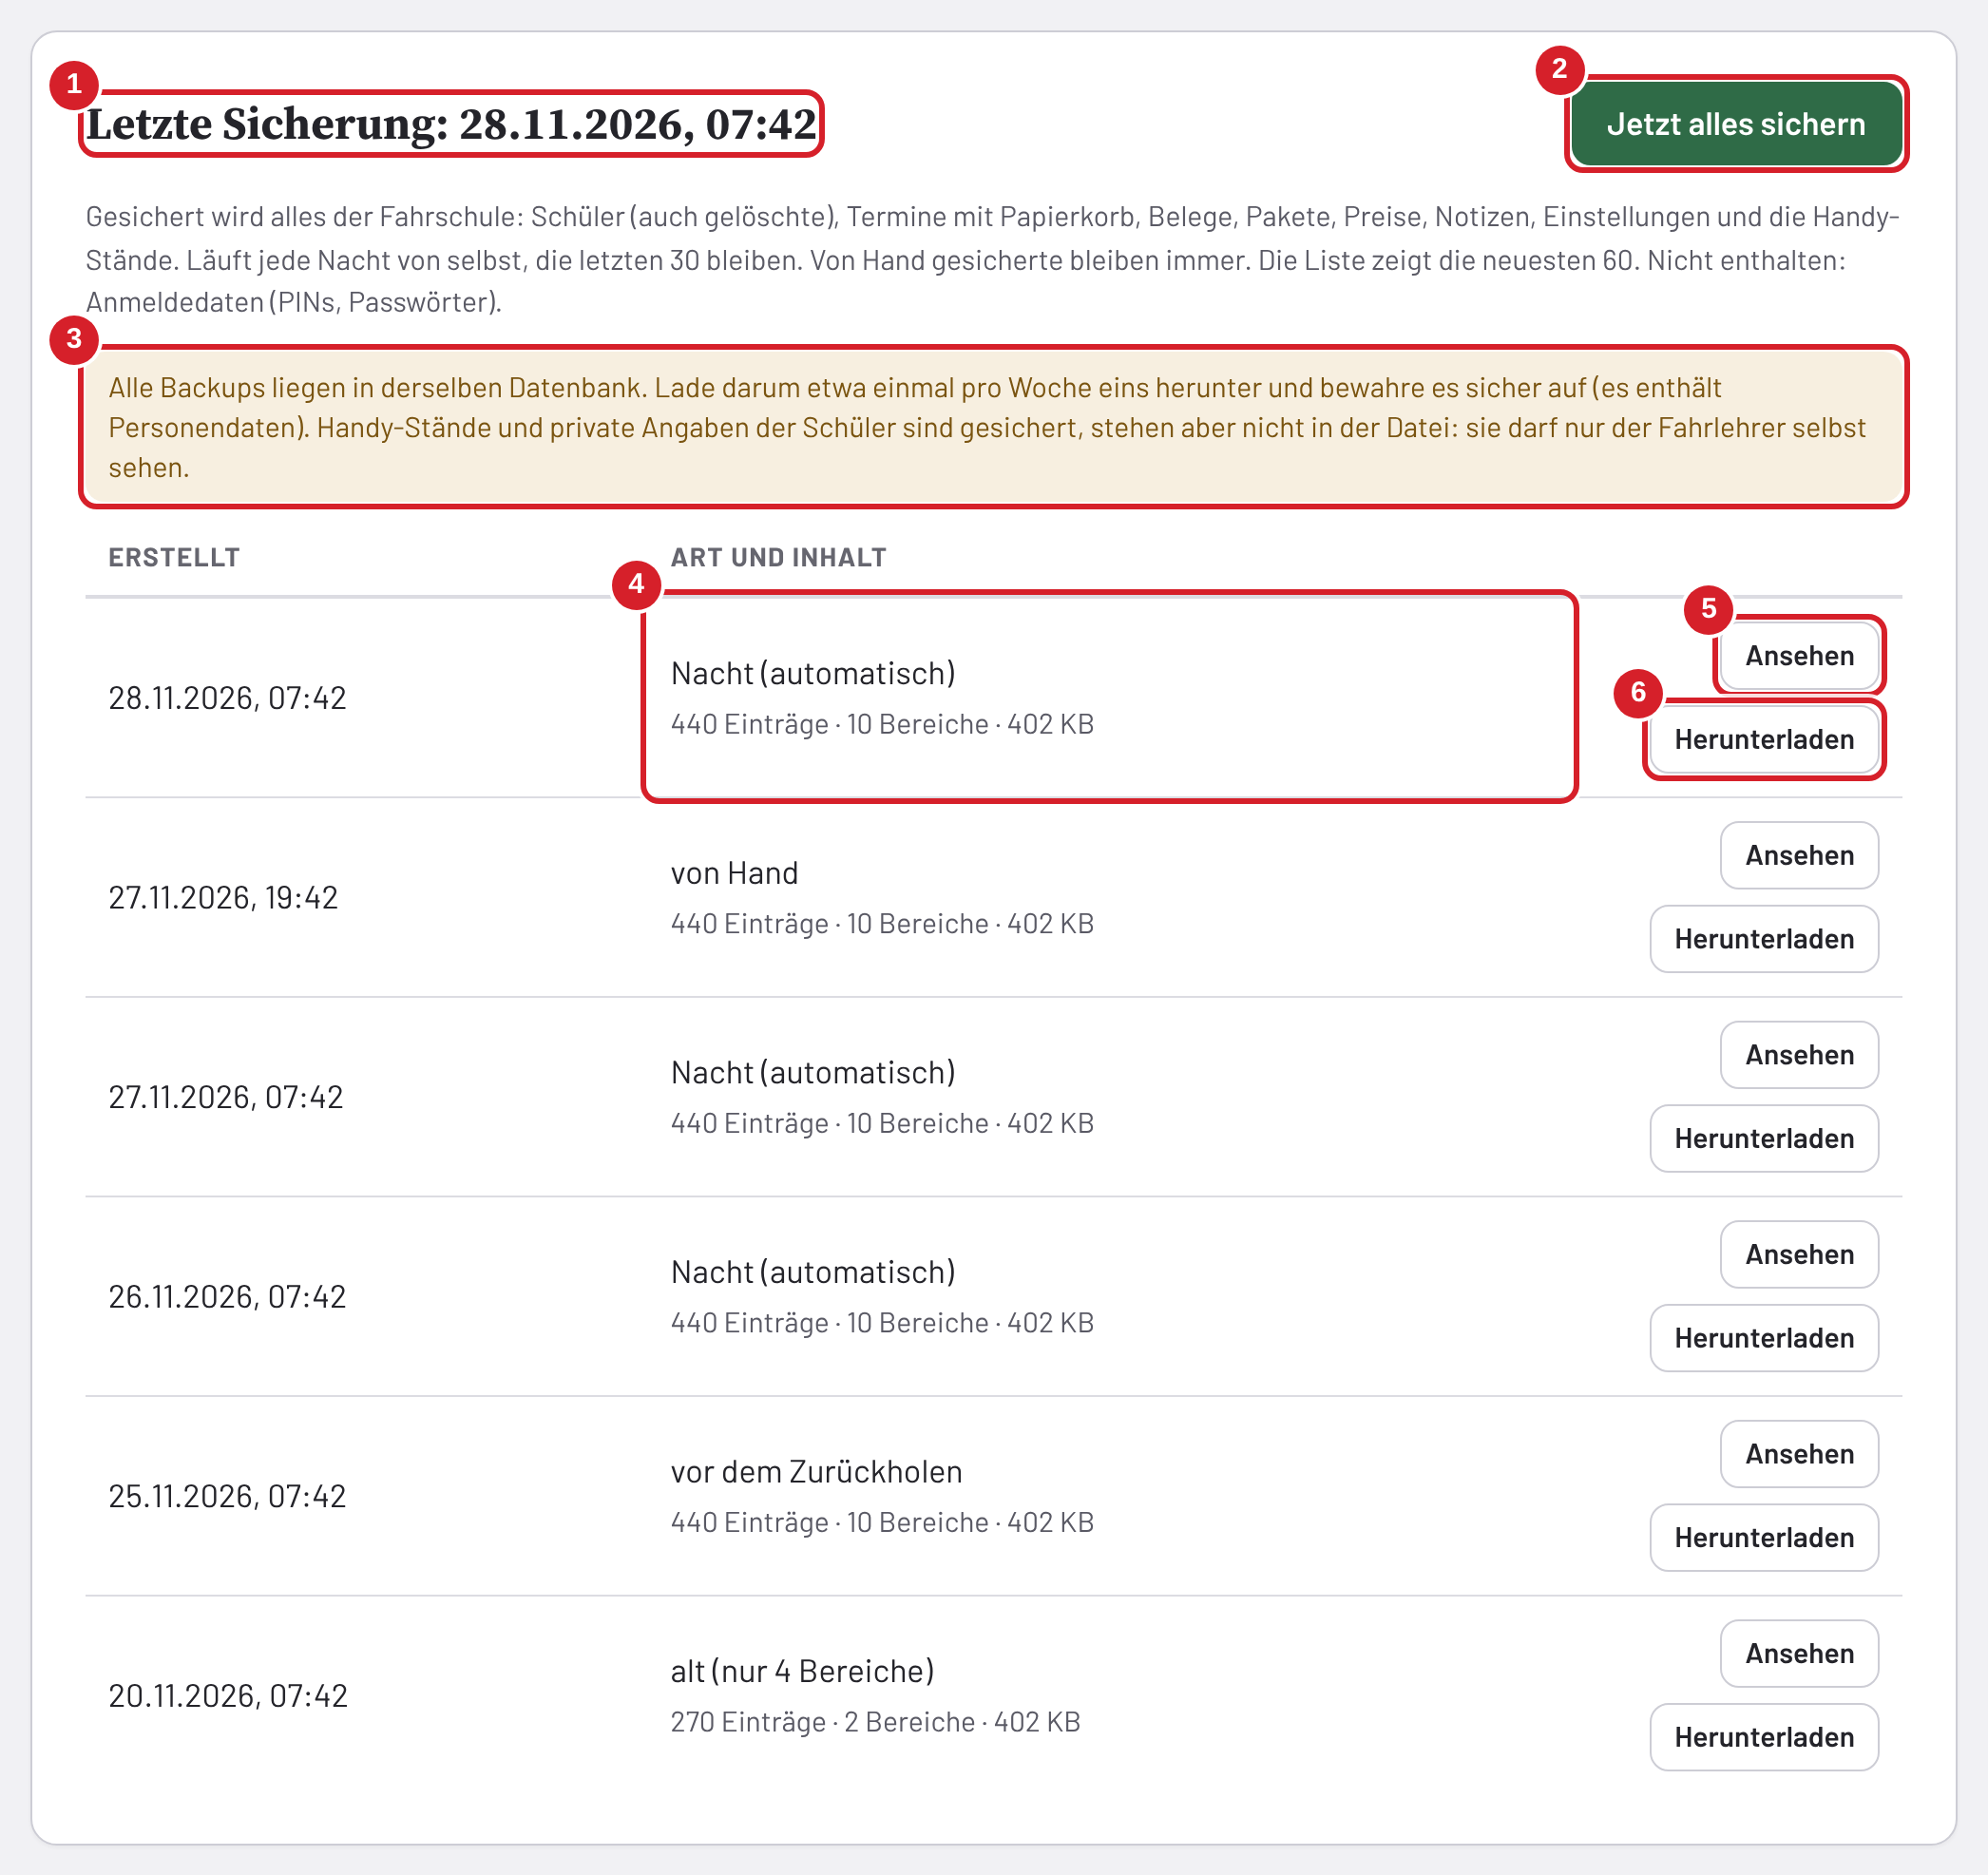 1
Letzte Sicherung: 28.11.2026, 07:42
2
Jetzt alles sichern
Gesichert wird alles der Fahrschule: Schüler (auch gelöschte), Termine mit Papierkorb, Belege, Pakete, Preise, Notizen, Einstellungen und die Handy-
Stände. Läuft jede Nacht von selbst, die letzten 30 bleiben. Von Hand gesicherte bleiben immer. Die Liste zeigt die neuesten 60. Nicht enthalten:
Anmeldedaten (PINs, Passwörter).
3
Alle Backups liegen in derselben Datenbank. Lade darum etwa einmal pro Woche eins herunter und bewahre es sicher auf (es enthält
Personendaten). Handy-Stände und private Angaben der Schüler sind gesichert, stehen aber nicht in der Datei: sie darf nur der Fahrlehrer selbst
sehen.
ERSTELLT
ART UND INHALT
4
28.11.2026, 07:42
Nacht (automatisch)
440 Einträge · 10 Bereiche · 402 KB
5
Ansehen
6
Herunterladen
27.11.2026, 19:42
von Hand
440 Einträge · 10 Bereiche · 402 KB
Ansehen
Herunterladen
27.11.2026, 07:42
Nacht (automatisch)
440 Einträge · 10 Bereiche · 402 KB
Ansehen
Herunterladen
26.11.2026, 07:42
Nacht (automatisch)
440 Einträge · 10 Bereiche · 402 KB
Ansehen
Herunterladen
25.11.2026, 07:42
vor dem Zurückholen
440 Einträge · 10 Bereiche · 402 KB
Ansehen
Herunterladen
20.11.2026, 07:42
alt (nur 4 Bereiche)
270 Einträge · 2 Bereiche · 402 KB
Ansehen
Herunterladen